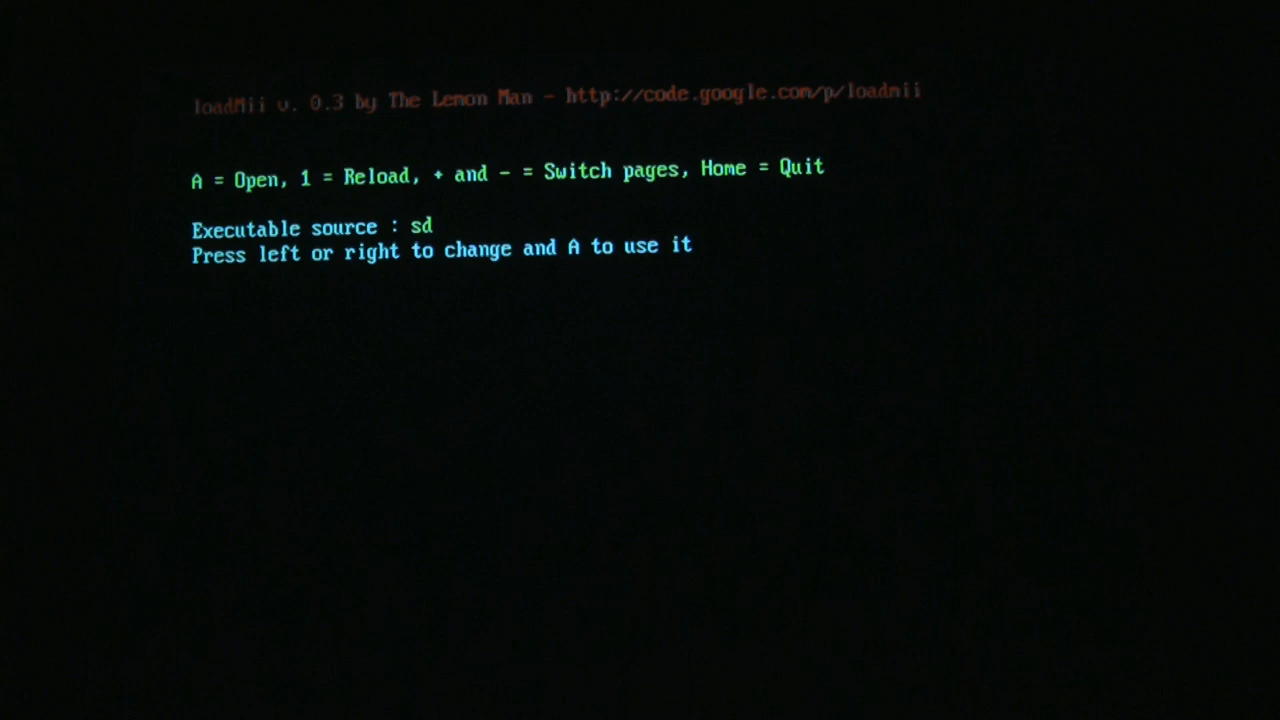 loadMii v. 0.3 by The Lemon Man - http://code.google.com/p/loadmii
A = Open, 1 = Reload, + and - = Switch pages, Home = Quit
Executable source : sd
Press left or right to change and A to use it